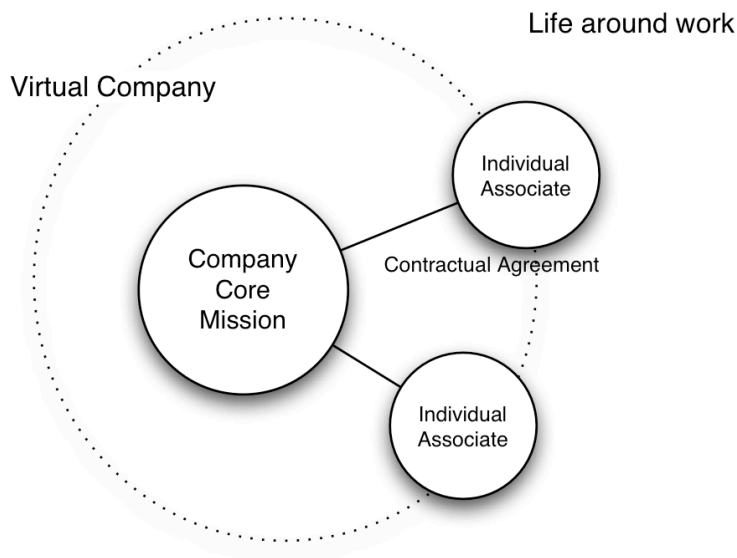 Life around work
Virtual Company
Individual
Associate
Company
Core
Mission
Contractual Agreement
Individual
Associate